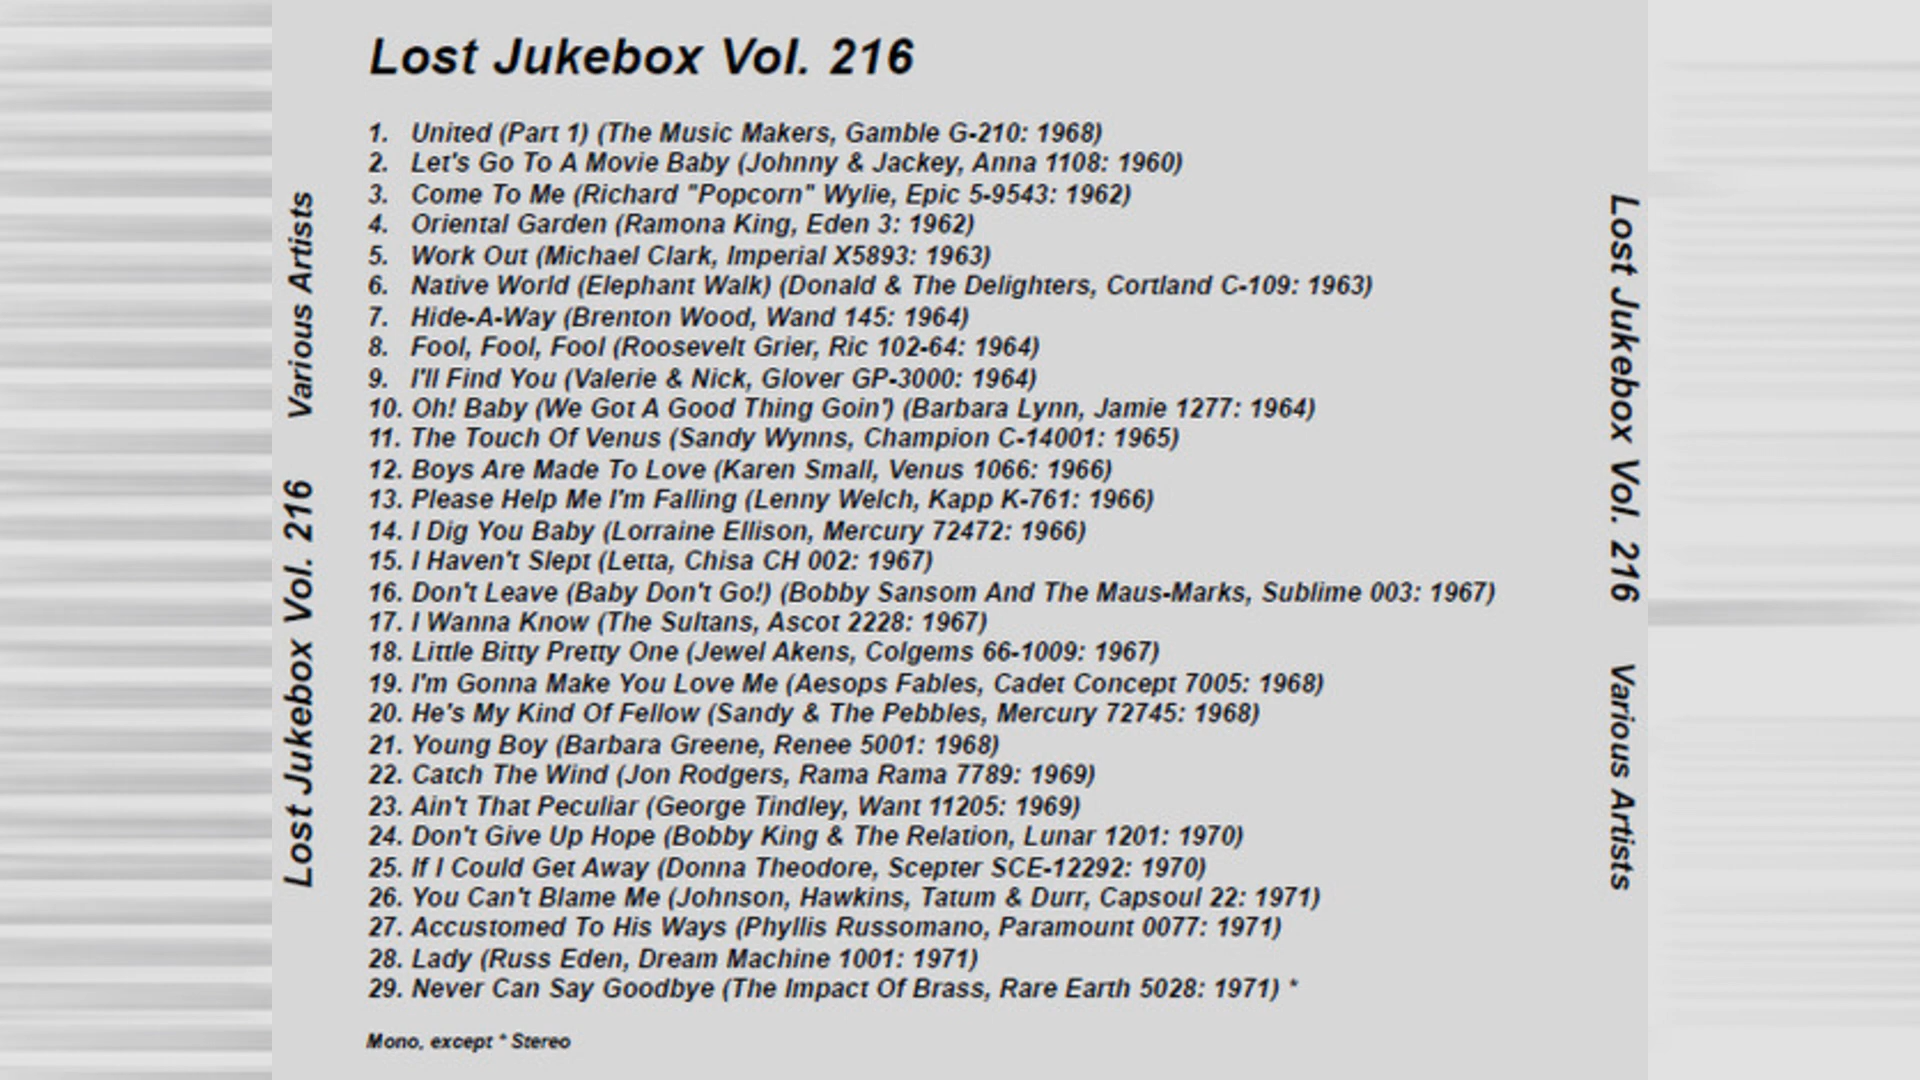 Lost Jukebox Vol. 216
1. United (Part 1) (The Music Makers, Gamble G-210: 1968)
2. Let's Go To A Movie Baby (Johnny & Jackey, Anna 1108: 1960)
3. Come To Me (Richard "Popcorn" Wylie, Epic 5-9543: 1962)
4. Oriental Garden (Ramona King, Eden 3: 1962)
5. Work Out (Michael Clark, Imperial X5893: 1963)
6. Native World (Elephant Walk) (Donald & The Delighters, Cortland C-109: 1963)
7. Hide-A-Way (Brenton Wood, Wand 145: 1964)
8. Fool, Fool, Fool (Roosevelt Grier, Ric 102-64: 1964)
9. I'll Find You (Valerie & Nick, Glover GP-3000: 1964)
10. Oh! Baby (We Got A Good Thing Goin') (Barbara Lynn, Jamie 1277: 1964)
11. The Touch Of Venus (Sandy Wynns, Champion C-14001: 1965)
12. Boys Are Made To Love (Karen Small, Venus 1066: 1966)
13. Please Help Me I'm Falling (Lenny Welch, Kapp K-761: 1966)
14. I Dig You Baby (Lorraine Ellison, Mercury 72472: 1966)
15. I Haven't Slept (Letta, Chisa CH 002: 1967)
16. Don't Leave (Baby Don't Go!) (Bobby Sansom And The Maus-Marks, Sublime 003: 1967)
17. I Wanna Know (The Sultans, Ascot 2228: 1967)
18. Little Bitty Pretty One (Jewel Akens, Colgems 66-1009: 1967)
19. I'm Gonna Make You Love Me (Aesops Fables, Cadet Concept 7005: 1968)
20. He's My Kind Of Fellow (Sandy & The Pebbles, Mercury 72745: 1968)
21. Young Boy (Barbara Greene, Renee 5001: 1968)
22. Catch The Wind (Jon Rodgers, Rama Rama 7789: 1969)
23. Ain't That Peculiar (George Tindley, Want 11205: 1969)
24. Don't Give Up Hope (Bobby King & The Relation, Lunar 1201: 1970)
25. If I Could Get Away (Donna Theodore, Scepter SCE-12292: 1970)
26. You Can't Blame Me (Johnson, Hawkins, Tatum & Durr, Capsoul 22: 1971)
27. Accustomed To His Ways (Phyllis Russomano, Paramount 0077: 1971)
28. Lady (Russ Eden, Dream Machine 1001: 1971)
29. Never Can Say Goodbye (The Impact Of Brass, Rare Earth 5028: 1971) *
Mono, except * Stereo
Lost Jukebox Vol. 216 Various Artists
Lost Jukebox Vol. 216 Various Artists